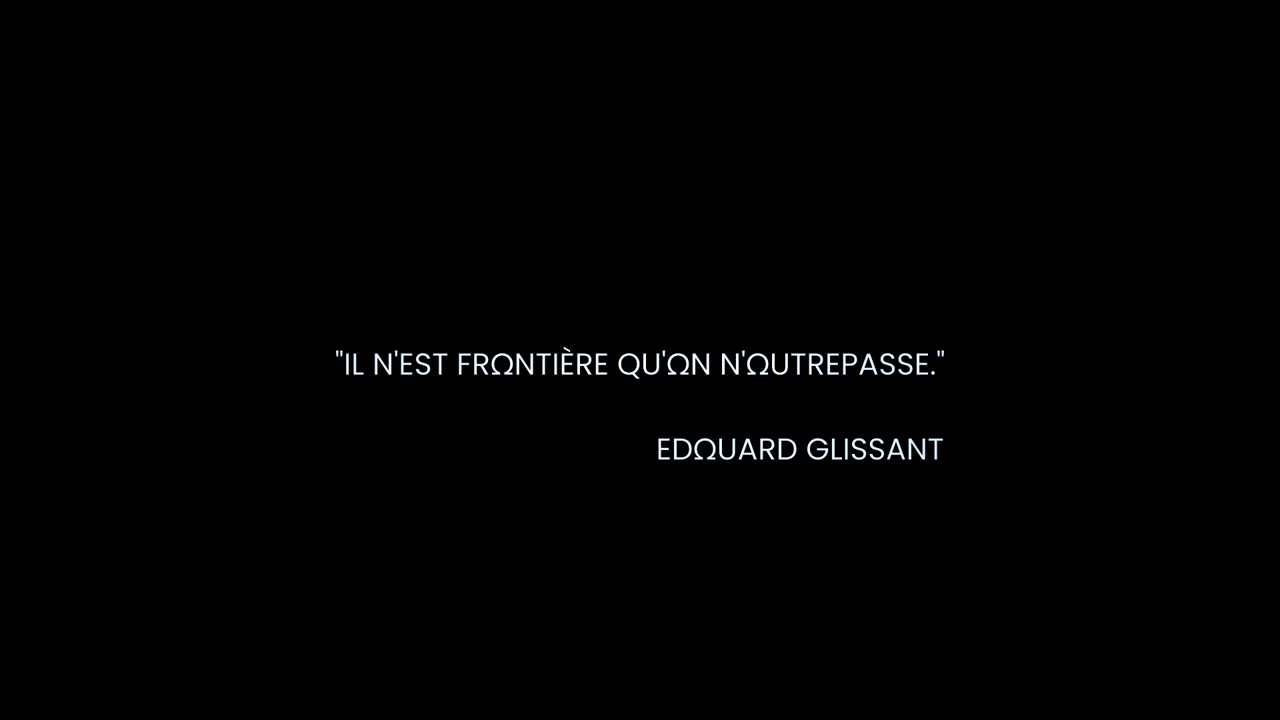 "IL N'EST FRΩNTIÈRE QU'ΩN N'ΩUTREPASSE."
EDΩUARD GLISSANT